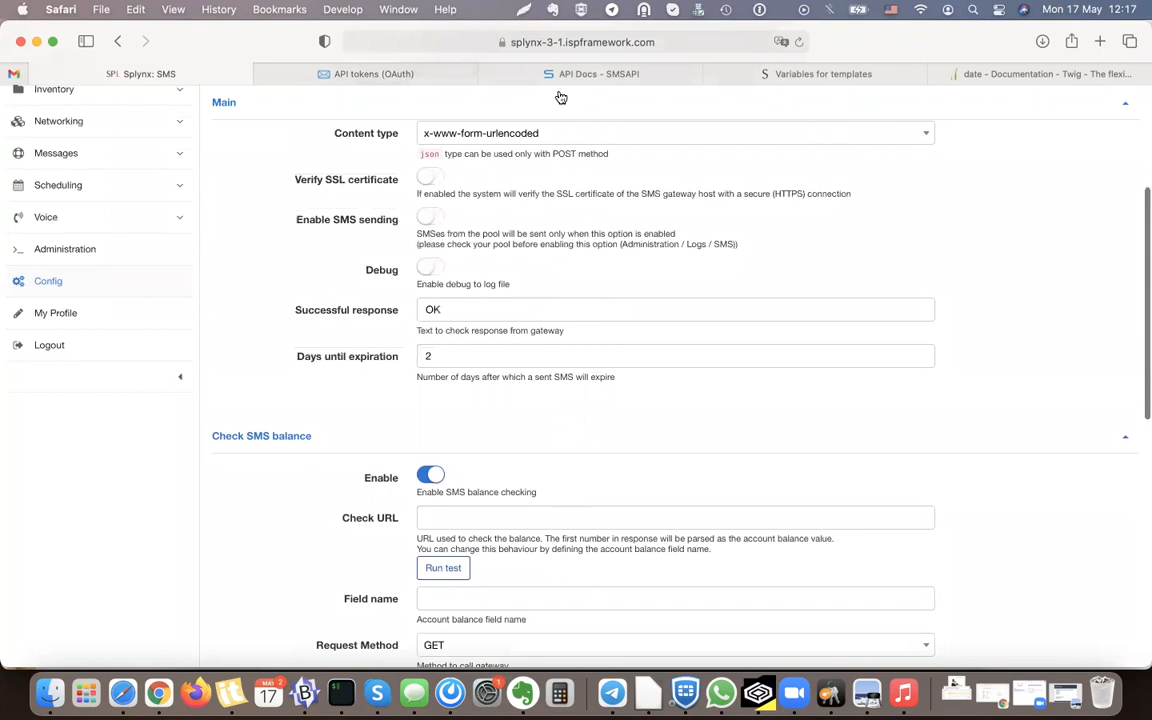 Safari File Edit View History Bookmarks Develop Window Help Mon 17 May 12:17
splynx-3-1.ispframework.com
SPL Splynx: SMS
API tokens (OAuth)
API Docs - SMSAPI
Variables for templates
date - Documentation - Twig - The flexi...
Inventory
Networking
Messages
Scheduling
Voice
Administration
Config
My Profile
Logout
Main
Content type x-www-form-urlencoded
json type can be used only with POST method
Verify SSL certificate
If enabled the system will verify the SSL certificate of the SMS gateway host with a secure (HTTPS) connection
Enable SMS sending
SMSes from the pool will be sent only when this option is enabled
(please check your pool before enabling this option (Administration / Logs / SMS))
Debug
Enable debug to log file
Successful response OK
Text to check response from gateway
Days until expiration 2
Number of days after which a sent SMS will expire
Check SMS balance
Enable
Enable SMS balance checking
Check URL
URL used to check the balance. The first number in response will be parsed as the account balance value.
You can change this behaviour by defining the account balance field name.
Run test
Field name
Account balance field name
Request Method GET
Method to call gateway
MAY 2
17
1